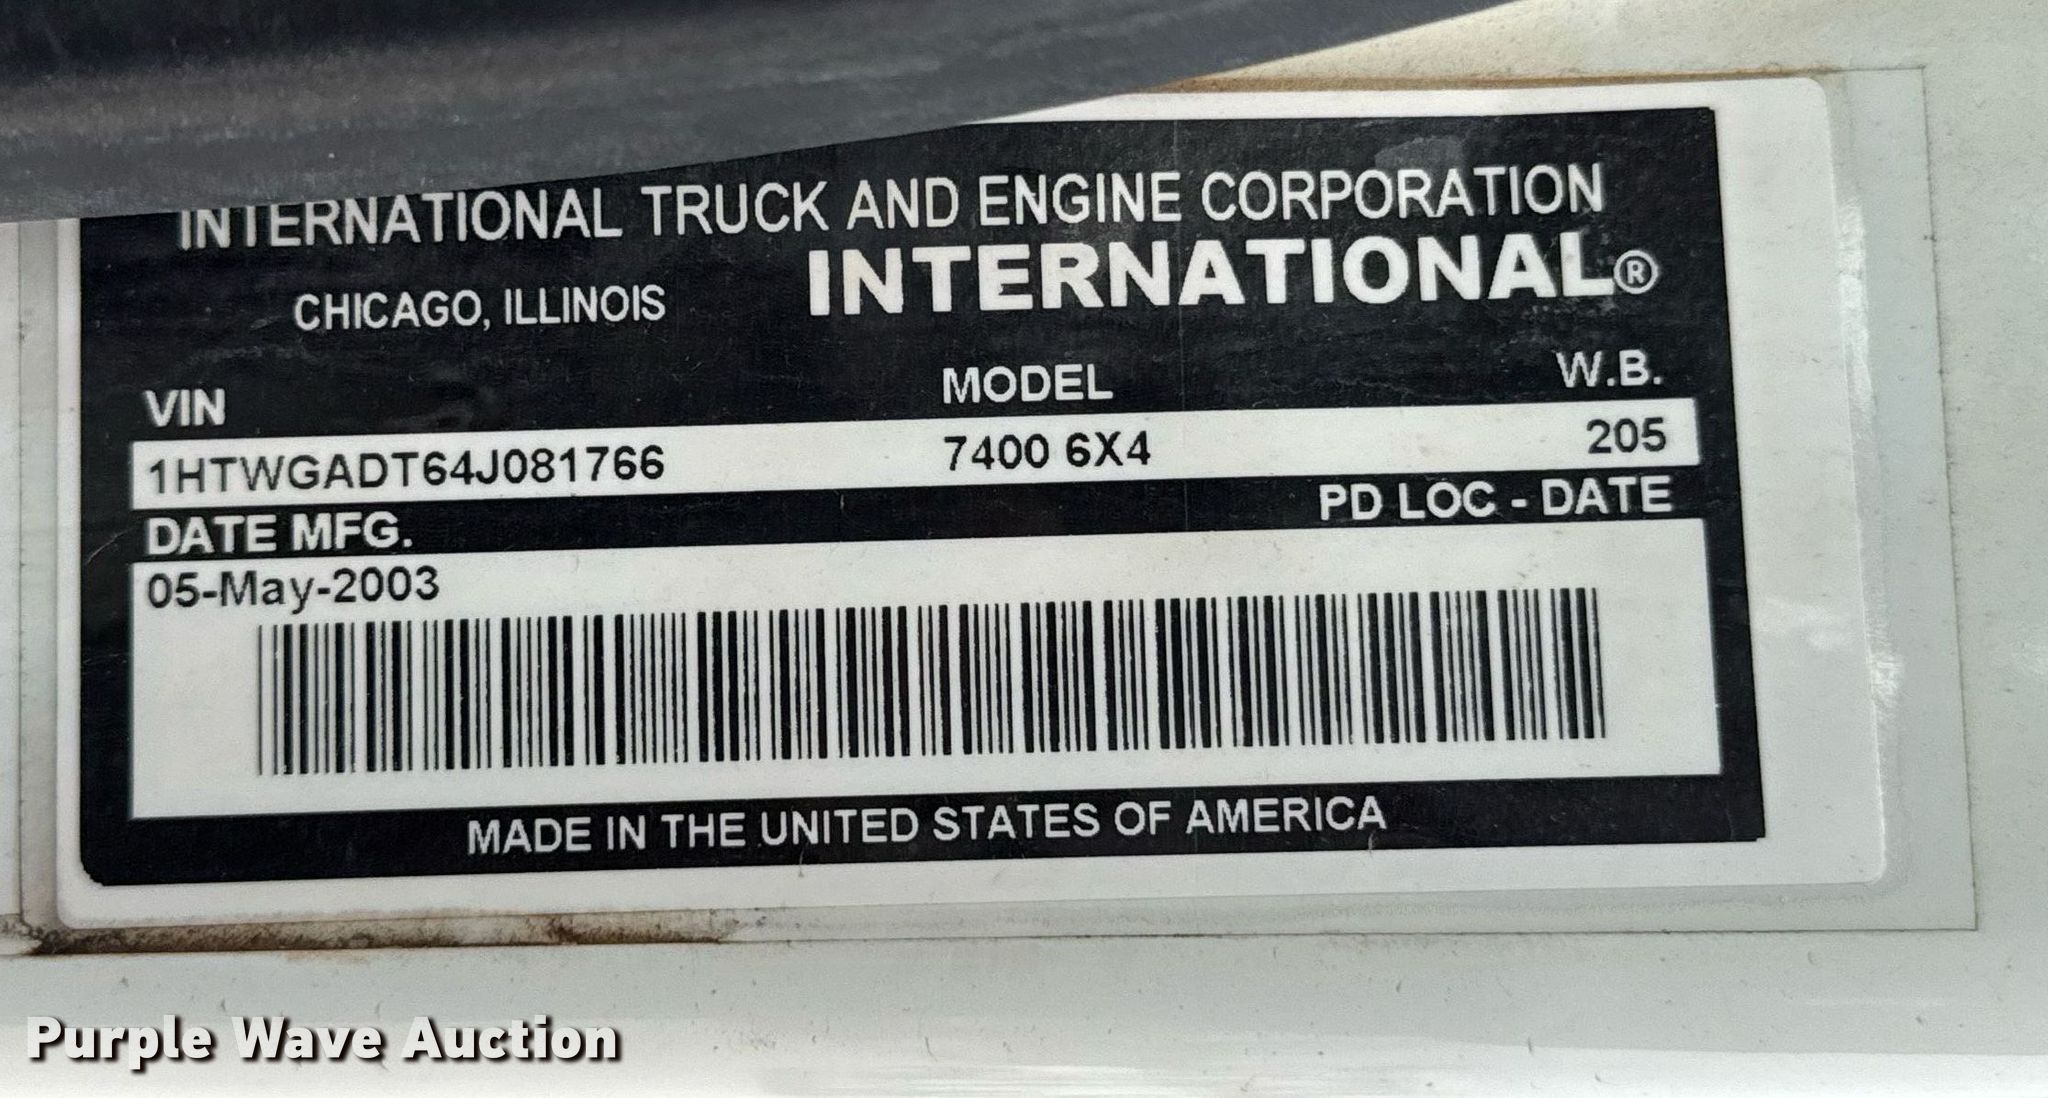 INTERNATIONAL TRUCK AND ENGINE CORPORATION
CHICAGO, ILLINOIS INTERNATIONAL®
VIN MODEL W.B.
1HTWGADT64J081766 7400 6X4 205
DATE MFG. PD LOC - DATE
05-May-2003
MADE IN THE UNITED STATES OF AMERICA
Purple Wave Auction